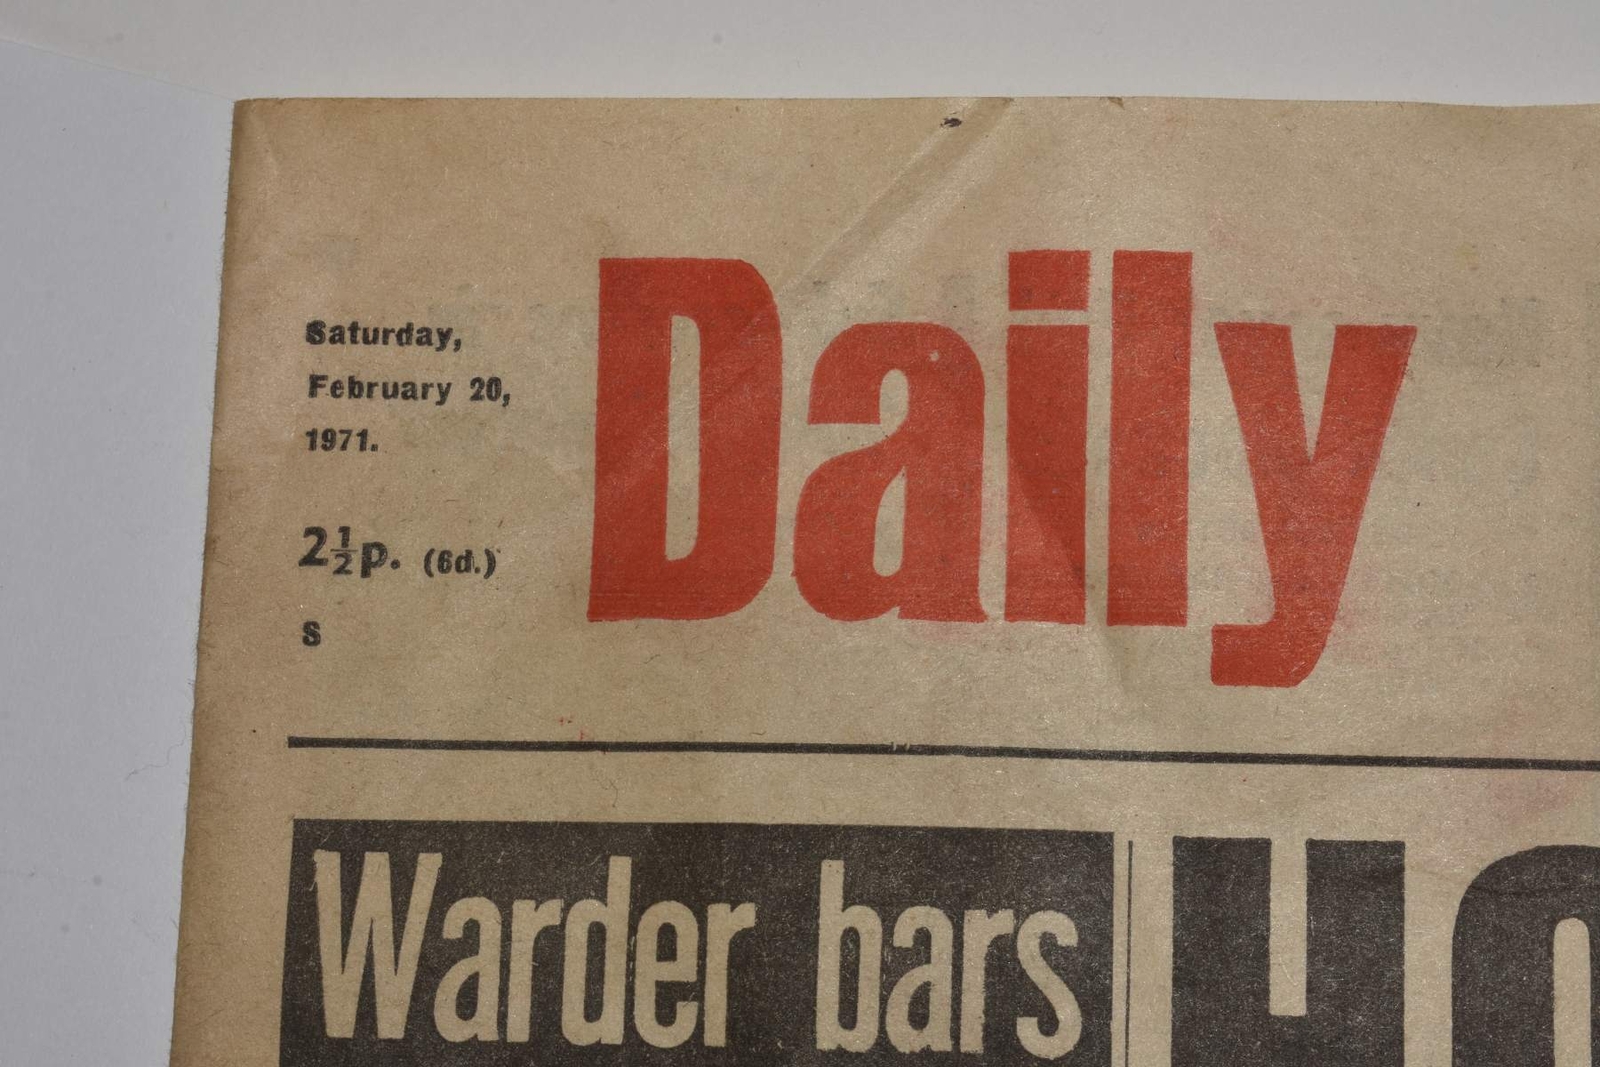 Saturday,
February 20,
1971.
2½p. (6d.)
S
Daily
Warder bars